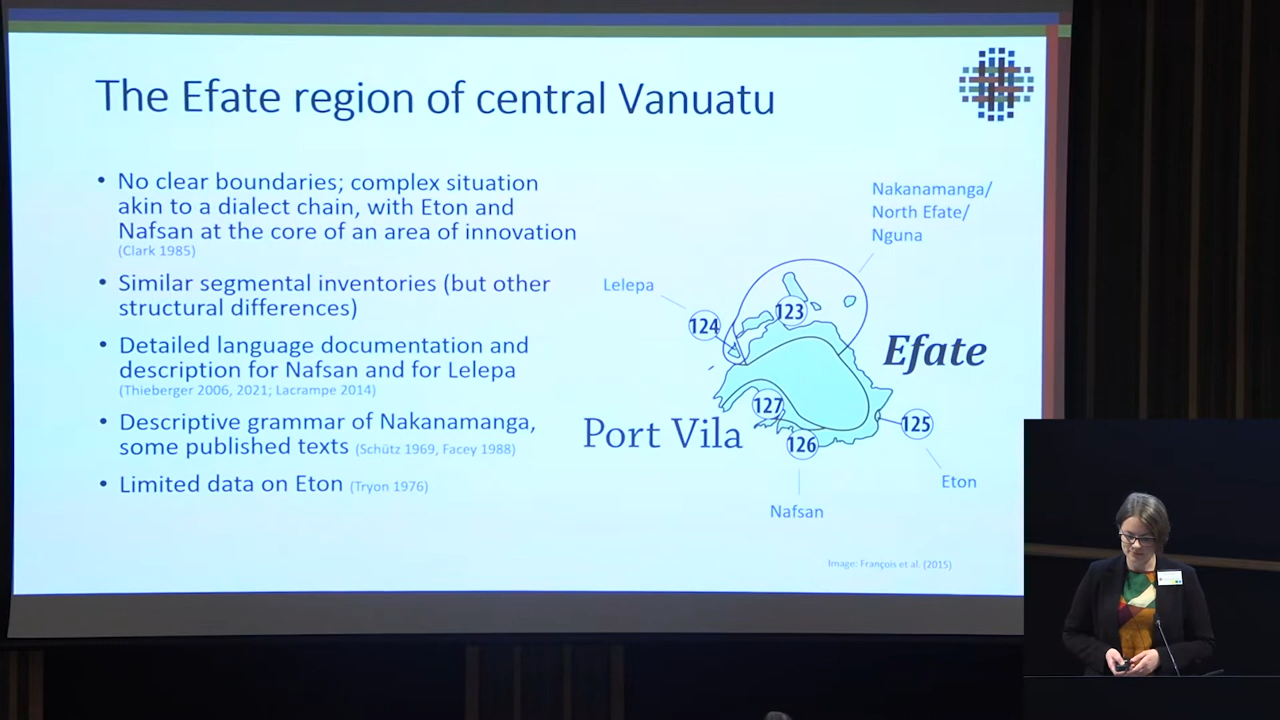 The Efate region of central Vanuatu
• No clear boundaries; complex situation
akin to a dialect chain, with Eton and
Nafsan at the core of an area of innovation
(Clark 1985)
• Similar segmental inventories (but other
structural differences)
• Detailed language documentation and
description for Nafsan and for Lelepa
(Thieberger 2006, 2021; Lacrampe 2014)
• Descriptive grammar of Nakanamanga,
some published texts (Schütz 1969, Facey 1988)
• Limited data on Eton (Tryon 1976)
Nakanamanga/
North Efate/
Nguna
Lelepa
123
124
Efate
127
Port Vila
125
126
Eton
Nafsan
Image: François et al. (2015)